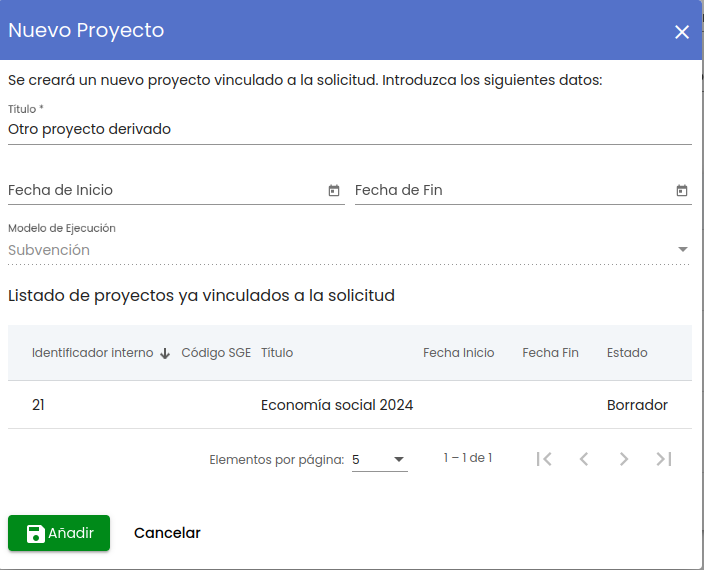 Nuevo Proyecto
Se creará un nuevo proyecto vinculado a la solicitud. Introduzca los siguientes datos:
Título *
Otro proyecto derivado
Fecha de Inicio Fecha de Fin
Modelo de Ejecución
Subvención
Listado de proyectos ya vinculados a la solicitud
Identificador interno Código SGE Título Fecha Inicio Fecha Fin Estado
21 Economía social 2024 Borrador
Elementos por página: 5 1 – 1 de 1
Añadir Cancelar